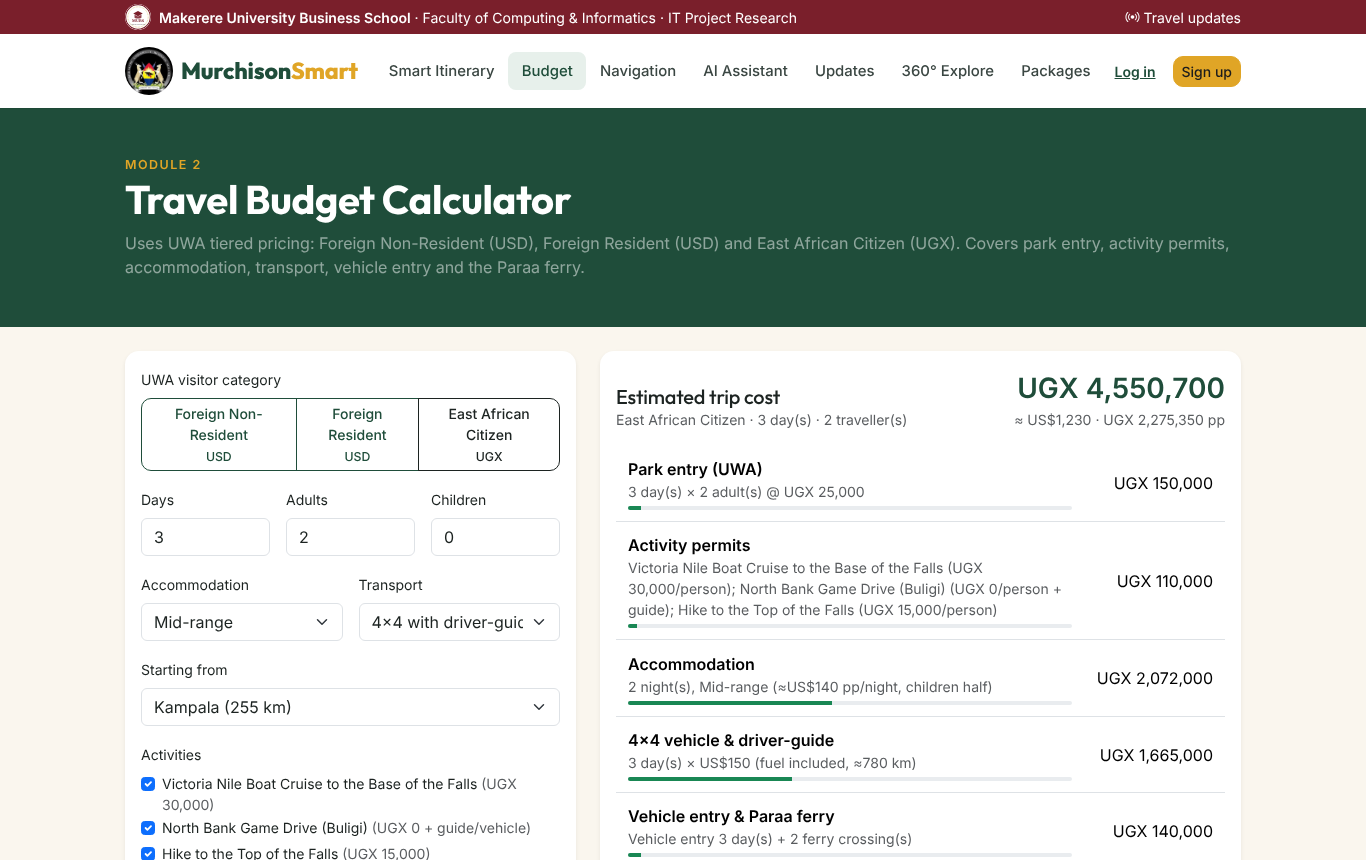 Makerere University Business School · Faculty of Computing & Informatics · IT Project Research
Travel updates
MurchisonSmart
Smart Itinerary
Budget
Navigation
AI Assistant
Updates
360° Explore
Packages
Log in
Sign up
MODULE 2
Travel Budget Calculator
Uses UWA tiered pricing: Foreign Non-Resident (USD), Foreign Resident (USD) and East African Citizen (UGX). Covers park entry, activity permits,
accommodation, transport, vehicle entry and the Paraa ferry.
UWA visitor category
Foreign Non-
Resident
USD
Foreign
Resident
USD
East African
Citizen
UGX
Days
Adults
Children
3
2
0
Accommodation
Transport
Mid-range
4×4 with driver-guic
Starting from
Kampala (255 km)
Activities
Victoria Nile Boat Cruise to the Base of the Falls (UGX
30,000)
North Bank Game Drive (Buligi) (UGX 0 + guide/vehicle)
Hike to the Top of the Falls (UGX 15,000)
Estimated trip cost
UGX 4,550,700
East African Citizen · 3 day(s) · 2 traveller(s)
≈ US$1,230 · UGX 2,275,350 pp
Park entry (UWA)
3 day(s) × 2 adult(s) @ UGX 25,000
UGX 150,000
Activity permits
Victoria Nile Boat Cruise to the Base of the Falls (UGX
30,000/person); North Bank Game Drive (Buligi) (UGX 0/person +
guide); Hike to the Top of the Falls (UGX 15,000/person)
UGX 110,000
Accommodation
2 night(s), Mid-range (≈US$140 pp/night, children half)
UGX 2,072,000
4×4 vehicle & driver-guide
3 day(s) × US$150 (fuel included, ≈780 km)
UGX 1,665,000
Vehicle entry & Paraa ferry
Vehicle entry 3 day(s) + 2 ferry crossing(s)
UGX 140,000